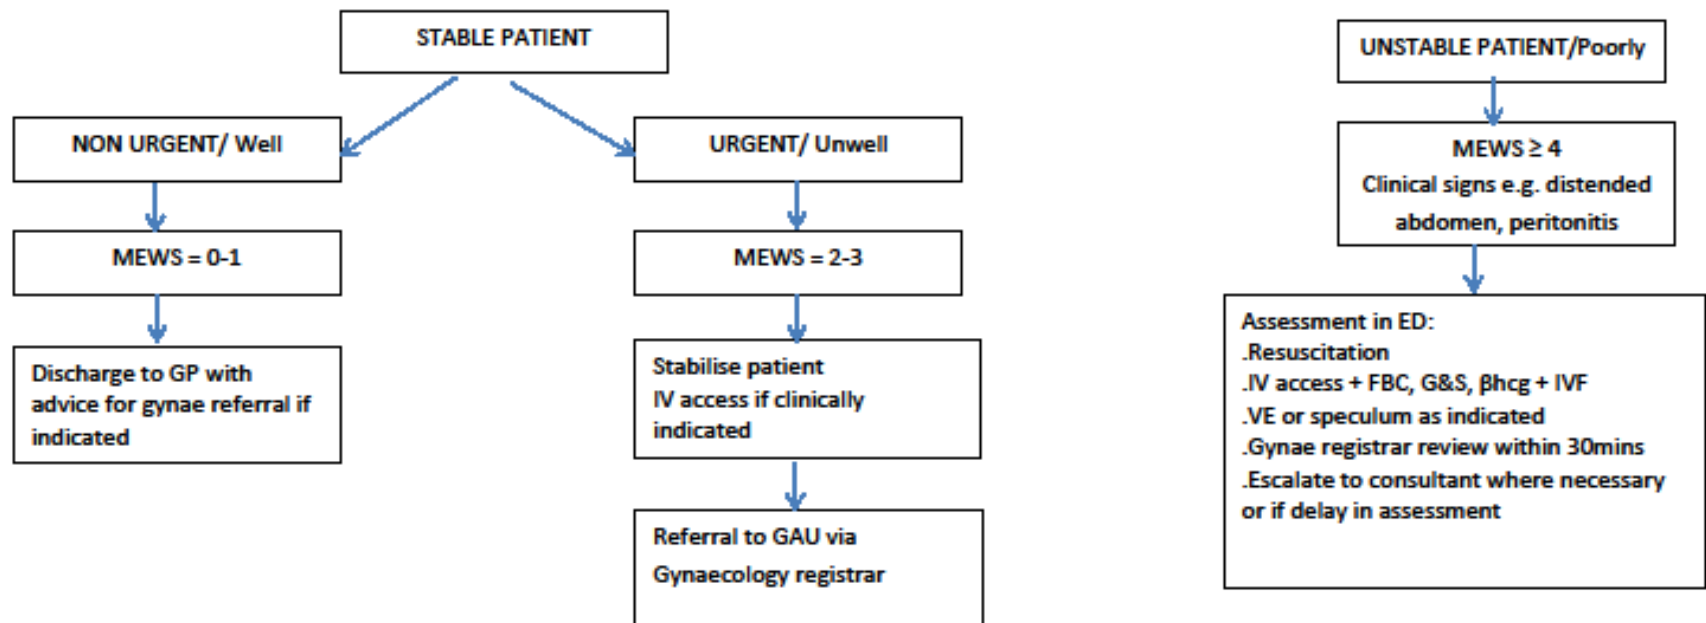 STABLE PATIENT
UNSTABLE PATIENT/Poorly
NON URGENT/ Well
URGENT/ Unwell
MEWS ≥ 4
Clinical signs e.g. distended
abdomen, peritonitis
MEWS = 0-1
MEWS = 2-3
Discharge to GP with
advice for gynae referral if
indicated
Stabilise patient
IV access if clinically
indicated
Referral to GAU via
Gynaecology registrar
Assessment in ED:
.Resuscitation
.IV access + FBC, G&S, βhcg + IVF
.VE or speculum as indicated
.Gynae registrar review within 30mins
.Escalate to consultant where necessary
or if delay in assessment